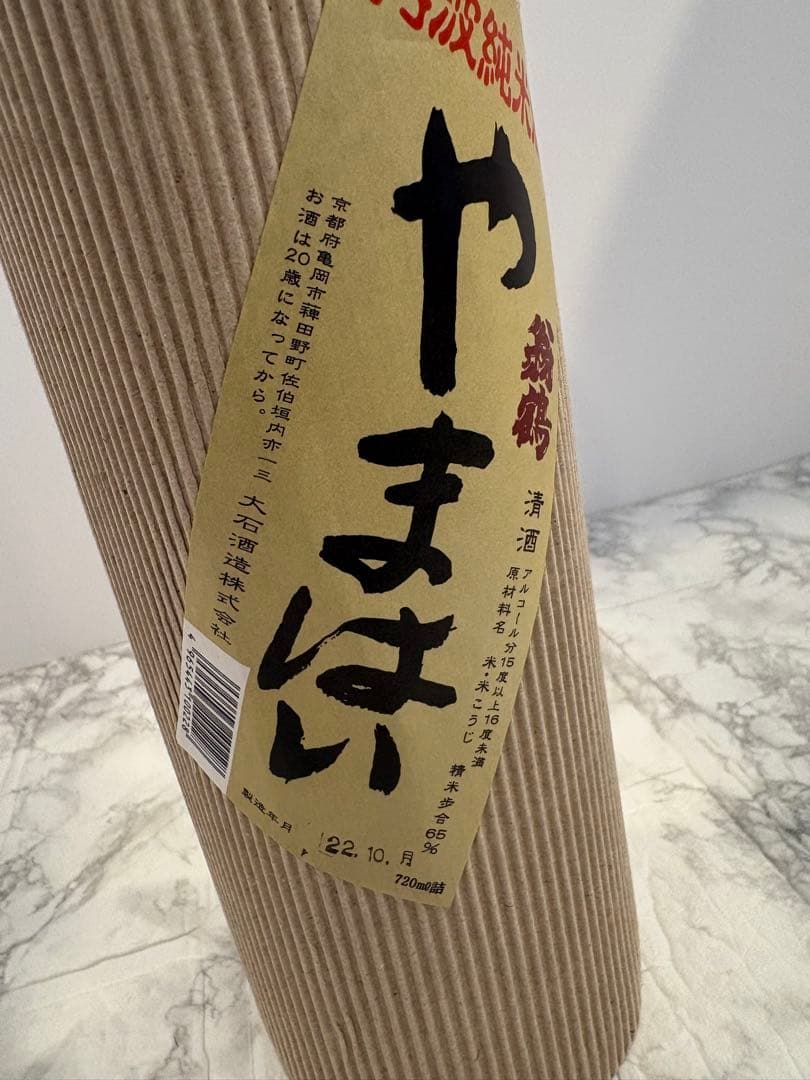 丹波純米
やまはい
翁鶴
清酒
アルコール分15度以上16度未満
原材料名 米・米こうじ
精米歩合65%
720ml詰
京都府亀岡市薭田野町佐伯垣内亦一三 大石酒造株式会社
お酒は20歳になってから。
製造年月 22.10.月